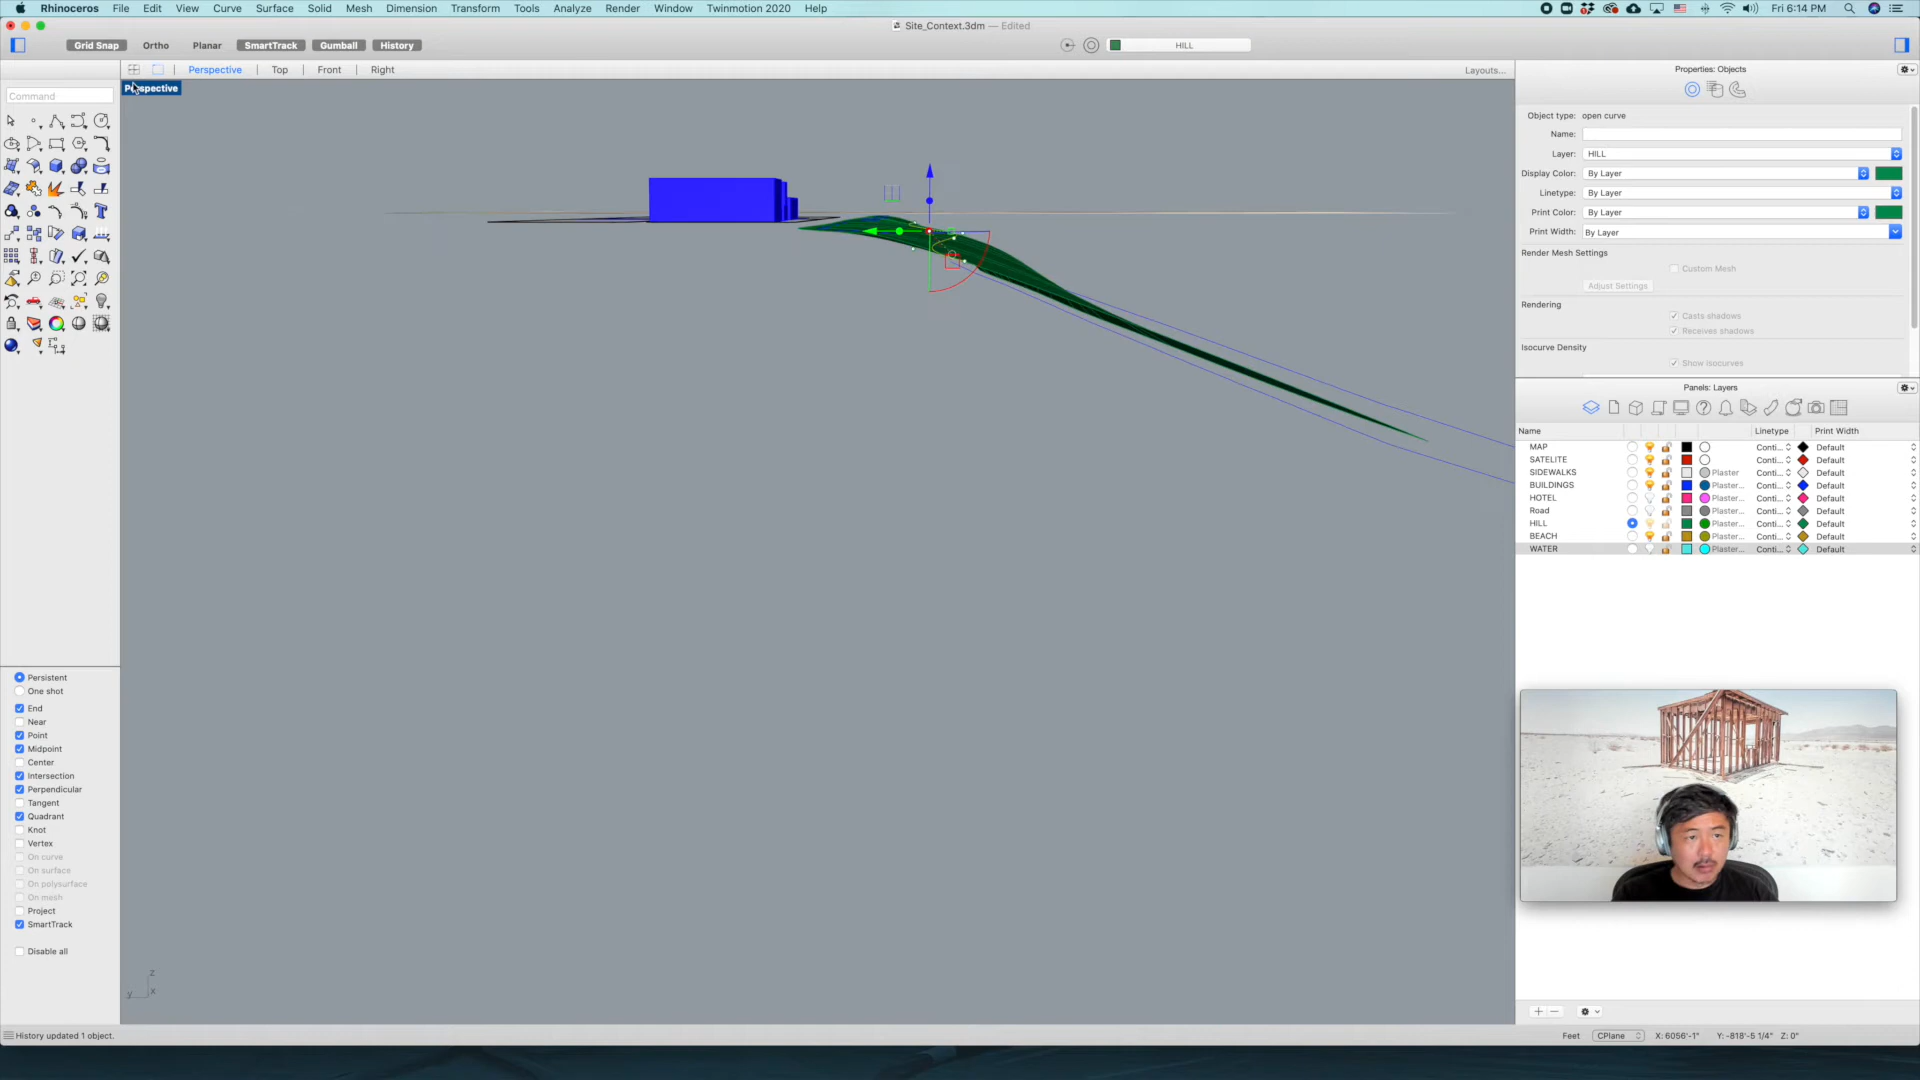 Rhinoceros File Edit View Curve Surface Solid Mesh Dimension Transform Tools Analyze Render Window Twinmotion 2020 Help Fri 6:14 PM
Site_Context.3dm — Edited
Grid Snap Ortho Planar SmartTrack Gumball History HILL
Perspective Top Front Right Layouts...
Perspective
Command
Properties: Objects
Object type: open curve
Name:
Layer: HILL
Display Color: By Layer
Linetype: By Layer
Print Color: By Layer
Print Width: By Layer
Render Mesh Settings
Custom Mesh
Adjust Settings
Rendering
Casts shadows
Receives shadows
Isocurve Density
Show isocurves
Panels: Layers
Name Linetype Print Width
MAP Conti... Default
SATELITE Conti... Default
SIDEWALKS Plaster Conti... Default
BUILDINGS Plaster... Conti... Default
HOTEL Plaster... Conti... Default
Road Plaster... Conti... Default
HILL Plaster... Conti... Default
BEACH Plaster... Conti... Default
WATER Plaster... Conti... Default
Persistent
One shot
End
Near
Point
Midpoint
Center
Intersection
Perpendicular
Tangent
Quadrant
Knot
Vertex
On curve
On surface
On polysurface
On mesh
Project
SmartTrack
Disable all
z
y x
History updated 1 object.
Feet CPlane X: 6056'-1" Y: -818'-5 1/4" Z: 0"